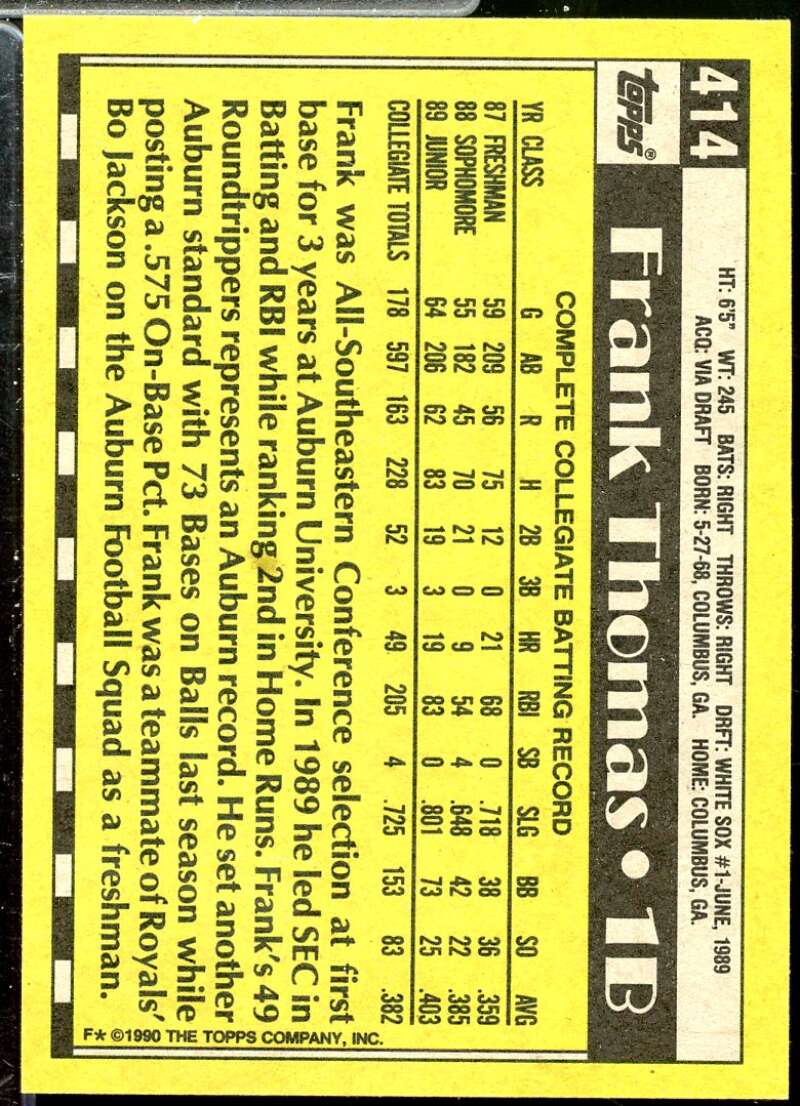 414
HT: 6'5" WT: 245 BATS: RIGHT THROWS: RIGHT DRFT: WHITE SOX #1-JUNE, 1989
ACQ: VIA DRAFT BORN: 5-27-68, COLUMBUS, GA. HOME: COLUMBUS, GA.
TOPPS®
Frank Thomas • 1B
COMPLETE COLLEGIATE BATTING RECORD
YR CLASS G AB R H 2B 3B HR RBI SB SLG BB SO AVG
87 FRESHMAN 59 209 56 75 12 0 21 68 0 .718 38 36 .359
88 SOPHOMORE 55 182 45 70 21 0 9 54 4 .648 42 22 .385
89 JUNIOR 64 206 62 83 19 3 19 83 0 .801 73 25 .403
COLLEGIATE TOTALS 178 597 163 228 52 3 49 205 4 .725 153 83 .382
Frank was All-Southeastern Conference selection at first
base for 3 years at Auburn University. In 1989 he led SEC in
Batting and RBI while ranking 2nd in Home Runs. Frank's 49
Roundtrippers represents an Auburn record. He set another
Auburn standard with 73 Bases on Balls last season while
posting a .575 On-Base Pct. Frank was a teammate of Royals'
Bo Jackson on the Auburn Football Squad as a freshman.
F* ©1990 THE TOPPS COMPANY, INC.